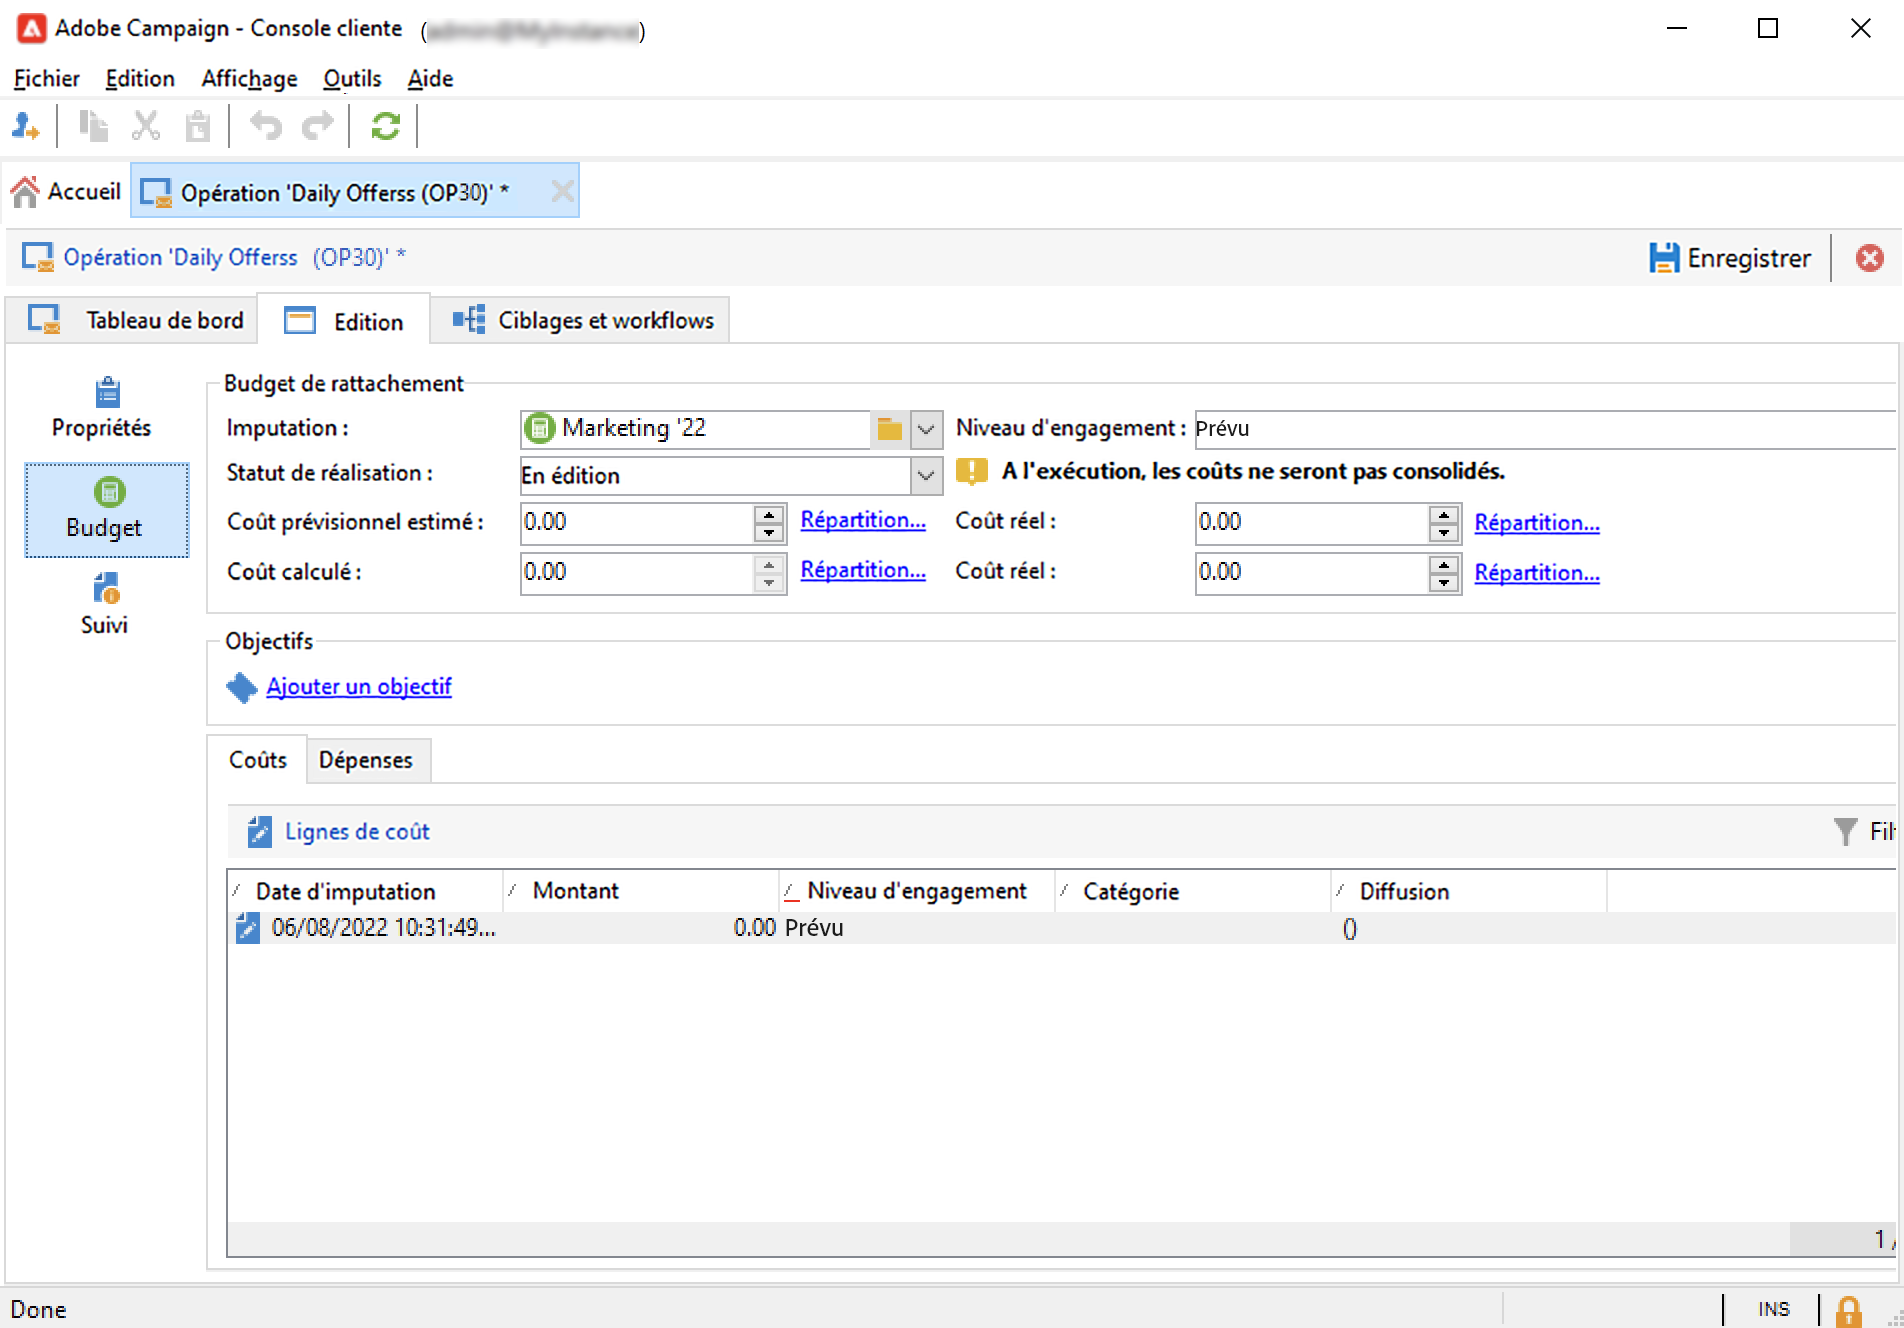 Adobe Campaign - Console cliente ( )
Fichier Edition Affichage Outils Aide
Accueil Opération 'Daily Offerss (OP30)' *
Opération 'Daily Offerss (OP30)' * Enregistrer
Tableau de bord Edition Ciblages et workflows
Propriétés
Budget
Suivi
Budget de rattachement
Imputation : Marketing '22 Niveau d'engagement : Prévu
Statut de réalisation : En édition A l'exécution, les coûts ne seront pas consolidés.
Coût prévisionnel estimé : 0.00 Répartition... Coût réel : 0.00 Répartition...
Coût calculé : 0.00 Répartition... Coût réel : 0.00 Répartition...
Objectifs
Ajouter un objectif
Coûts Dépenses
Lignes de coût Fil
Date d'imputation Montant Niveau d'engagement Catégorie Diffusion
06/08/2022 10:31:49... 0.00 Prévu ()
1 /
Done INS